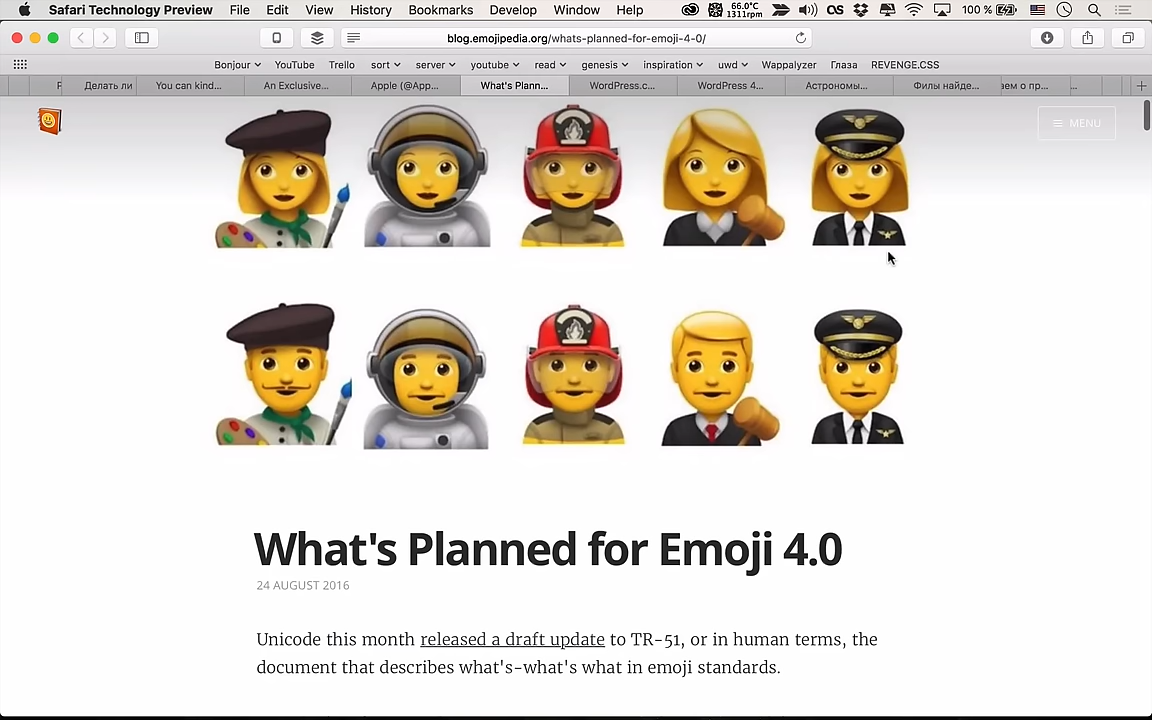 Safari Technology Preview File Edit View History Bookmarks Develop Window Help 66.0°C 1311rpm 100 %
blog.emojipedia.org/whats-planned-for-emoji-4-0/
Bonjour YouTube Trello sort server youtube read genesis inspiration uwd Wappalyzer Глаза REVENGE.CSS
Делать ли You can kind... An Exclusive... Apple (@App... What's Plann... WordPress.c... WordPress 4... Астрономы... Филы найде... аем о пр... ...
MENU
What's Planned for Emoji 4.0
24 AUGUST 2016
Unicode this month released a draft update to TR-51, or in human terms, the
document that describes what's-what's what in emoji standards.